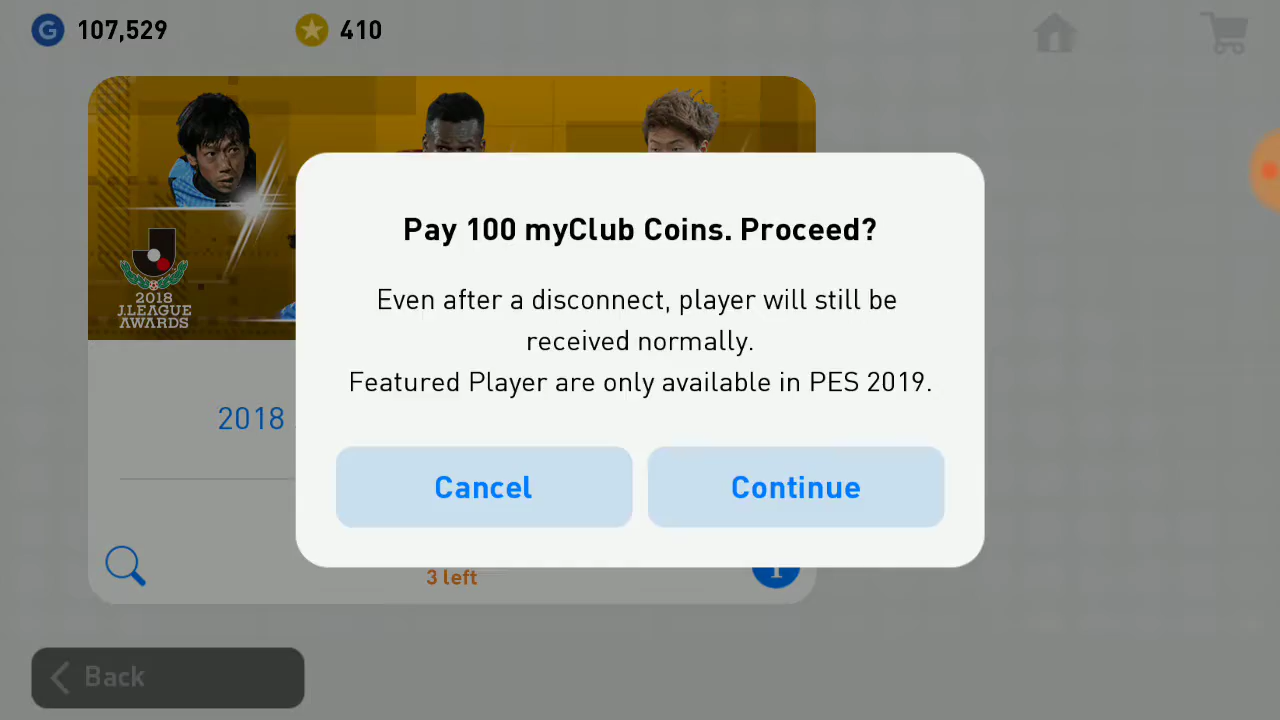 G 107,529 410
2018
J.LEAGUE
AWARDS
Pay 100 myClub Coins. Proceed?
Even after a disconnect, player will still be
received normally.
Featured Player are only available in PES 2019.
2018
Cancel Continue
3 left
Back